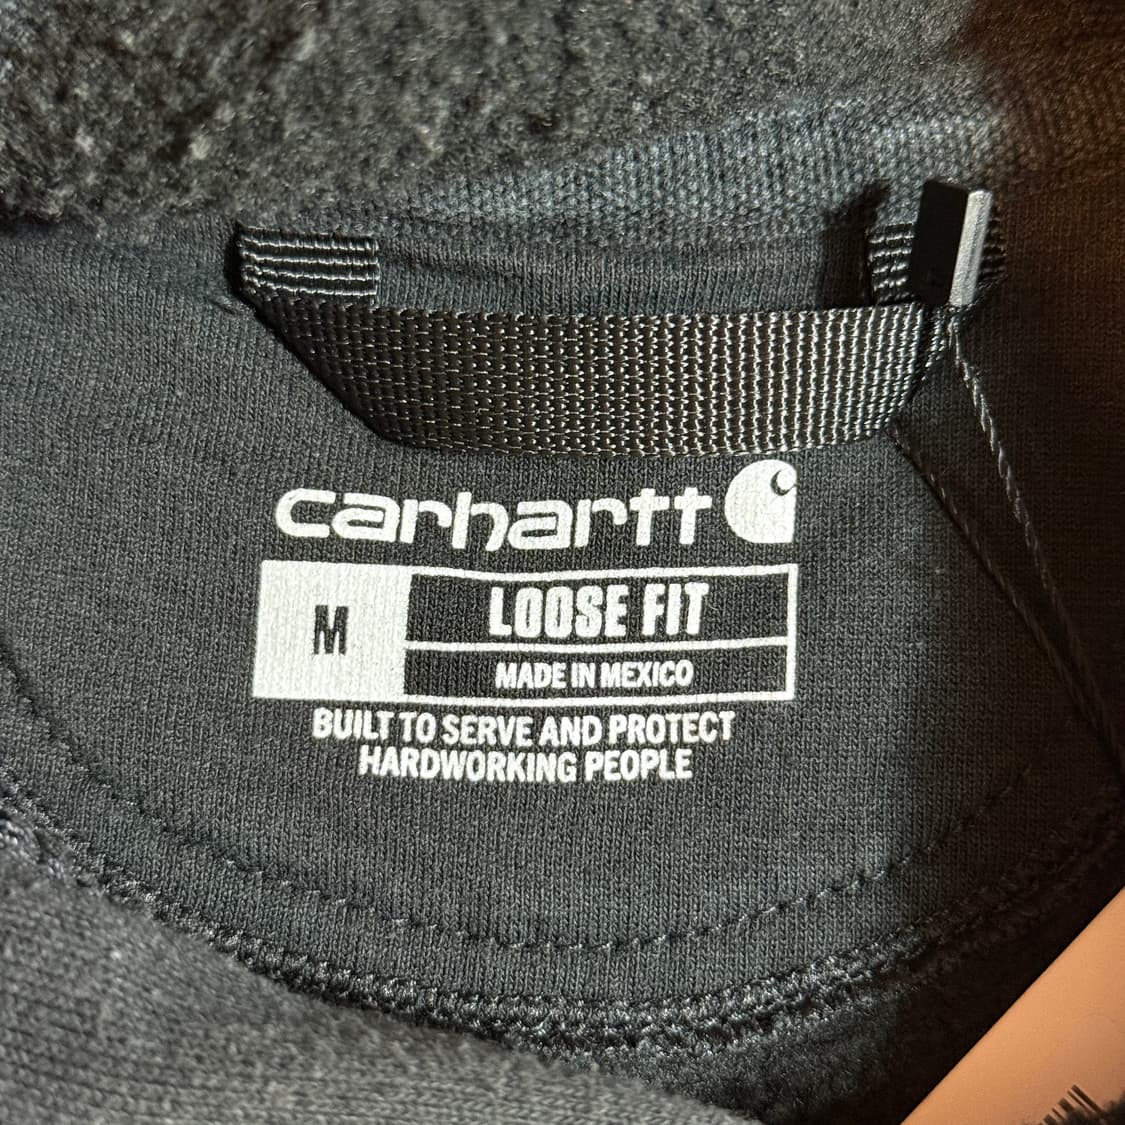 carhartt
M
LOOSE FIT
MADE IN MEXICO
BUILT TO SERVE AND PROTECT
HARDWORKING PEOPLE